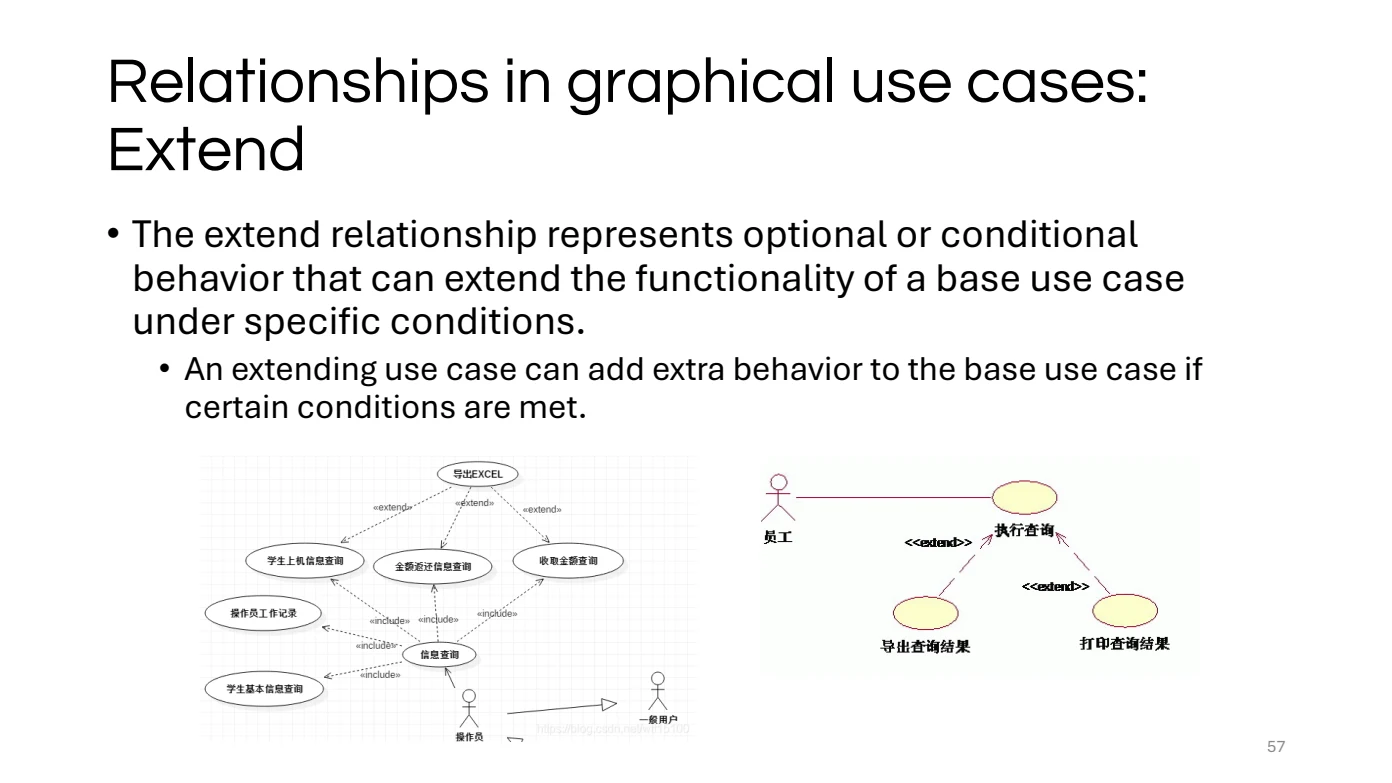 Relationships in graphical use cases:
Extend
• The extend relationship represents optional or conditional
behavior that can extend the functionality of a base use case
under specific conditions.
• An extending use case can add extra behavior to the base use case if
certain conditions are met.
导出EXCEL
«extend»
«extend»
«extend»
学生上机信息查询
金额返还信息查询
收取金额查询
操作员工作记录
«include»
«include»
«include»
«include»
信息查询
«include»
学生基本信息查询
操作员
一般用户
员工
执行查询
<<extend>>
<<extend>>
导出查询结果
打印查询结果
57